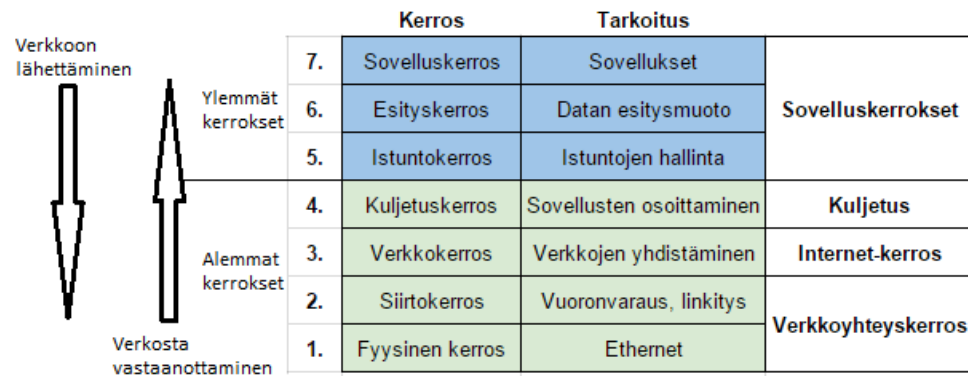 Kerros Tarkoitus
Verkkoon
lähettäminen
Ylemmät
kerrokset
7. Sovelluskerros Sovellukset
6. Esityskerros Datan esitysmuoto Sovelluskerrokset
5. Istuntokerros Istuntojen hallinta
Alemmat
kerrokset
4. Kuljetuskerros Sovellusten osoittaminen Kuljetus
3. Verkkokerros Verkkojen yhdistäminen Internet-kerros
2. Siirtokerros Vuoronvaraus, linkitys
Verkkoyhteyskerros
1. Fyysinen kerros Ethernet
Verkosta
vastaanottaminen